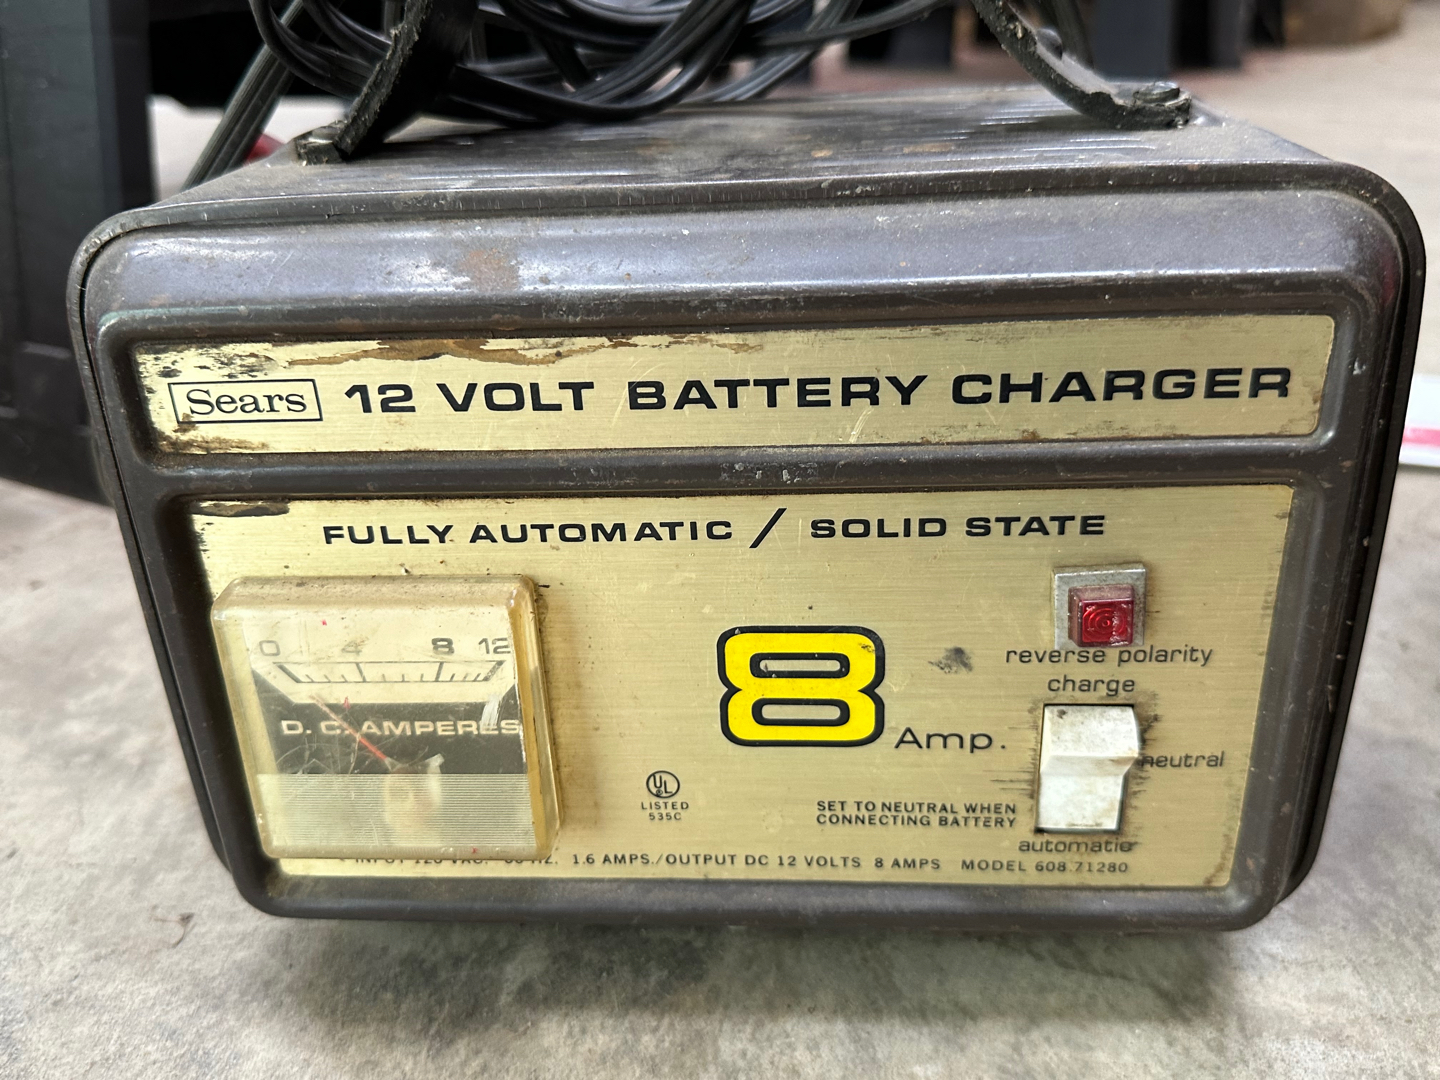 Sears 12 VOLT BATTERY CHARGER
FULLY AUTOMATIC / SOLID STATE
0 4 8 12
D.C. AMPERES
8 Amp.
reverse polarity
charge
neutral
automatic
UL
LISTED
535C
SET TO NEUTRAL WHEN
CONNECTING BATTERY
1.6 AMPS./OUTPUT DC 12 VOLTS 8 AMPS MODEL 608.71280